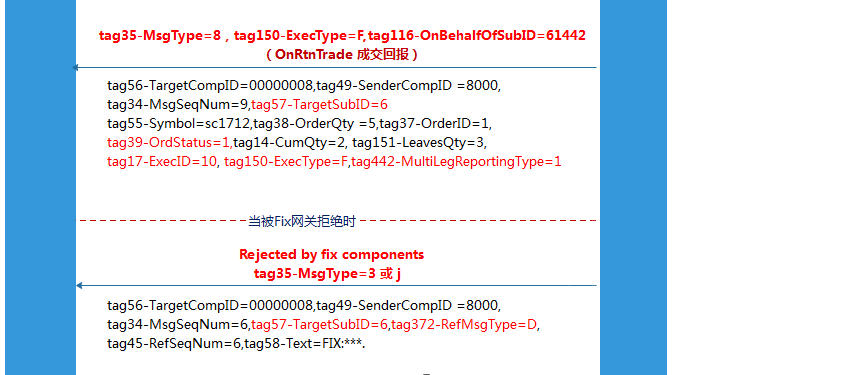 tag35-MsgType=8，tag150-ExecType=F,tag116-OnBehalfOfSubID=61442
（OnRtnTrade 成交回报）
tag56-TargetCompID=00000008,tag49-SenderCompID =8000,
tag34-MsgSeqNum=9,tag57-TargetSubID=6
tag55-Symbol=sc1712,tag38-OrderQty =5,tag37-OrderID=1,
tag39-OrdStatus=1,tag14-CumQty=2, tag151-LeavesQty=3,
tag17-ExecID=10, tag150-ExecType=F,tag442-MultiLegReportingType=1
当被Fix网关拒绝时
Rejected by fix components
tag35-MsgType=3 或 j
tag56-TargetCompID=00000008,tag49-SenderCompID =8000,
tag34-MsgSeqNum=6,tag57-TargetSubID=6,tag372-RefMsgType=D,
tag45-RefSeqNum=6,tag58-Text=FIX:***.